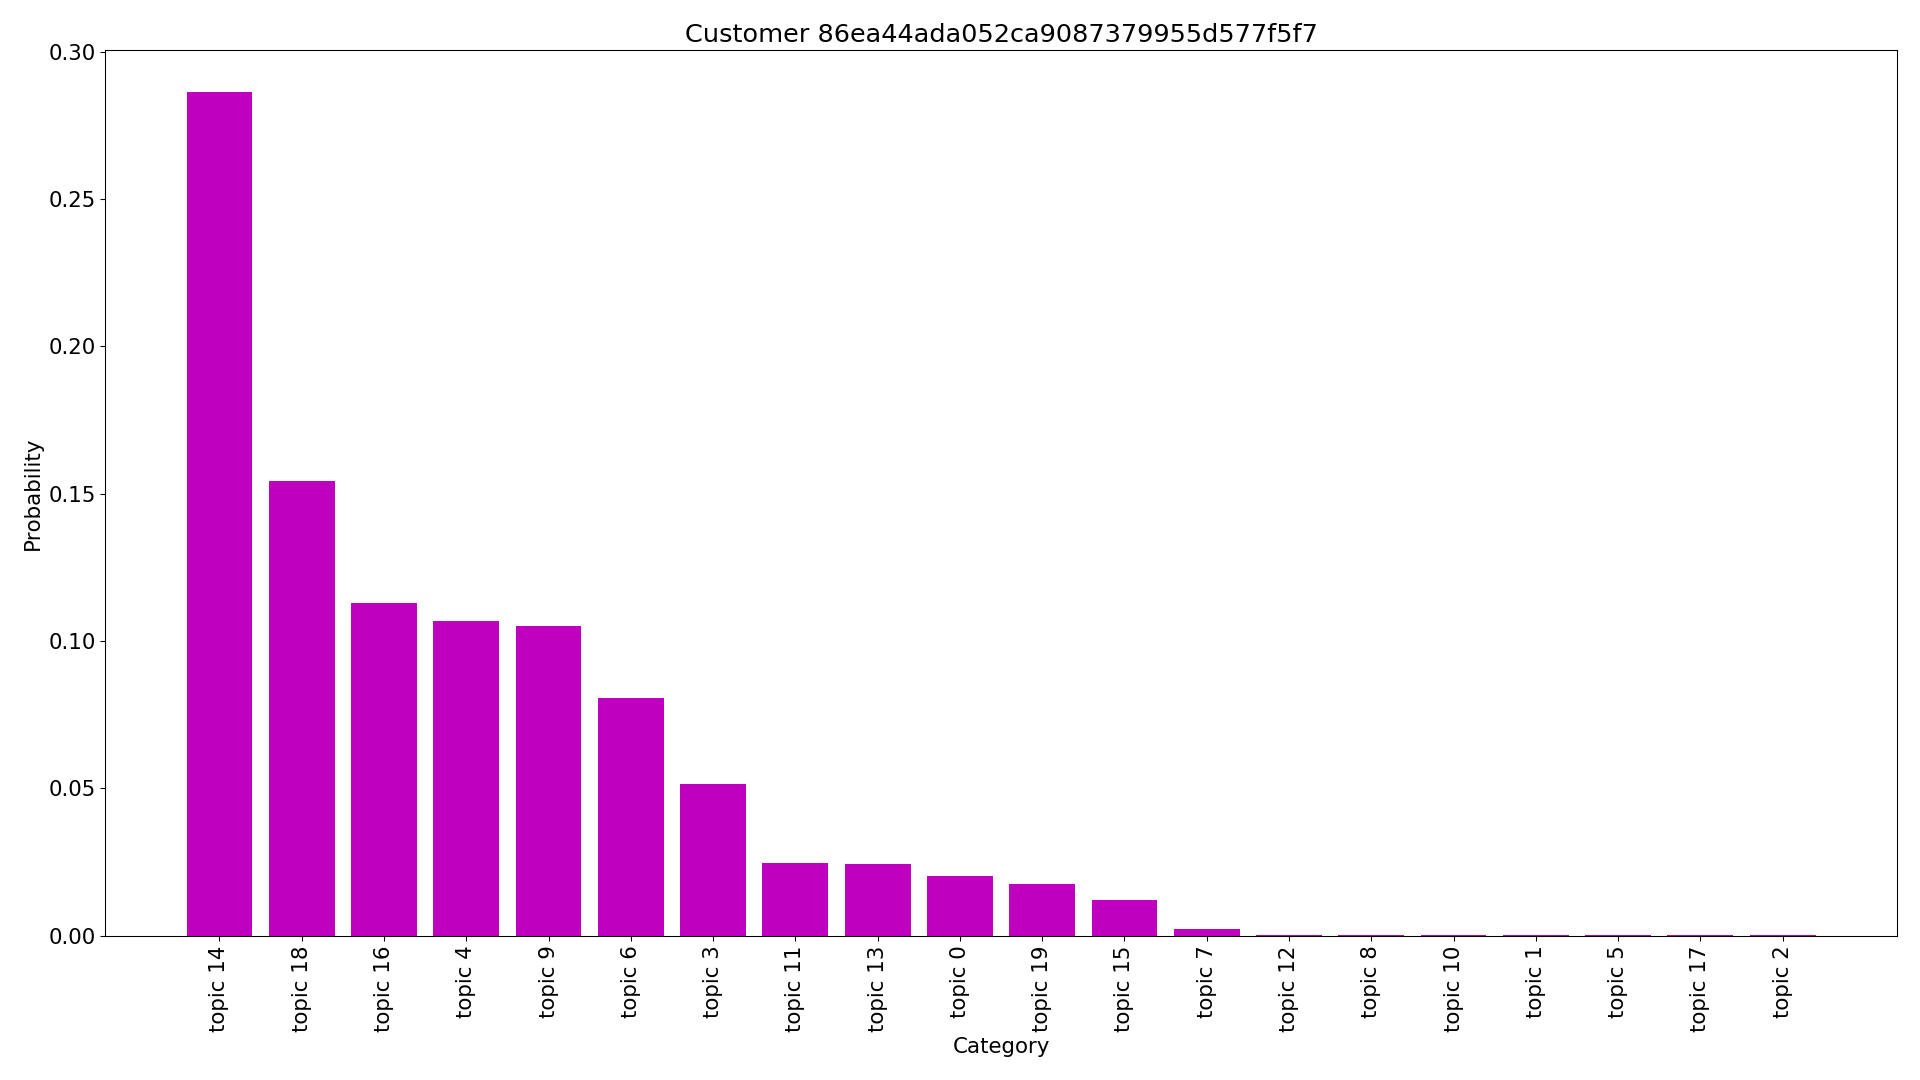 Customer 86ea44ada052ca9087379955d577f5f7
0.30
0.25
0.20
0.15
0.10
0.05
0.00
Probability
topic 14
topic 18
topic 16
topic 4
topic 9
topic 6
topic 3
topic 11
topic 13
topic 0
topic 19
topic 15
topic 7
topic 12
topic 8
topic 10
topic 1
topic 5
topic 17
topic 2
Category